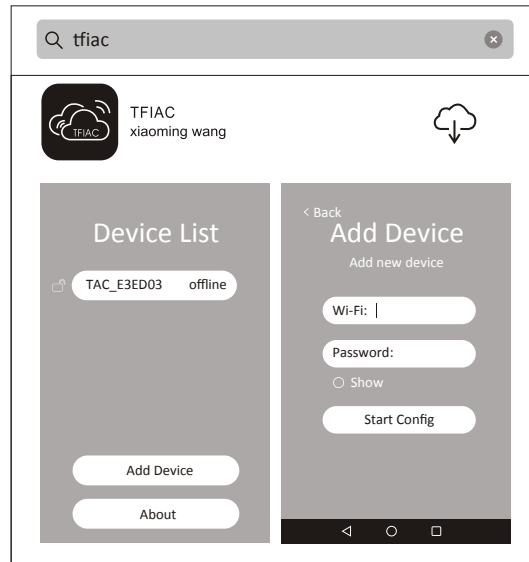 tfiac
TFIAC
TFIAC
xiaoming wang
Device List
TAC_E3ED03 offline
Add Device
About
< Back
Add Device
Add new device
Wi-Fi:
Password:
Show
Start Config